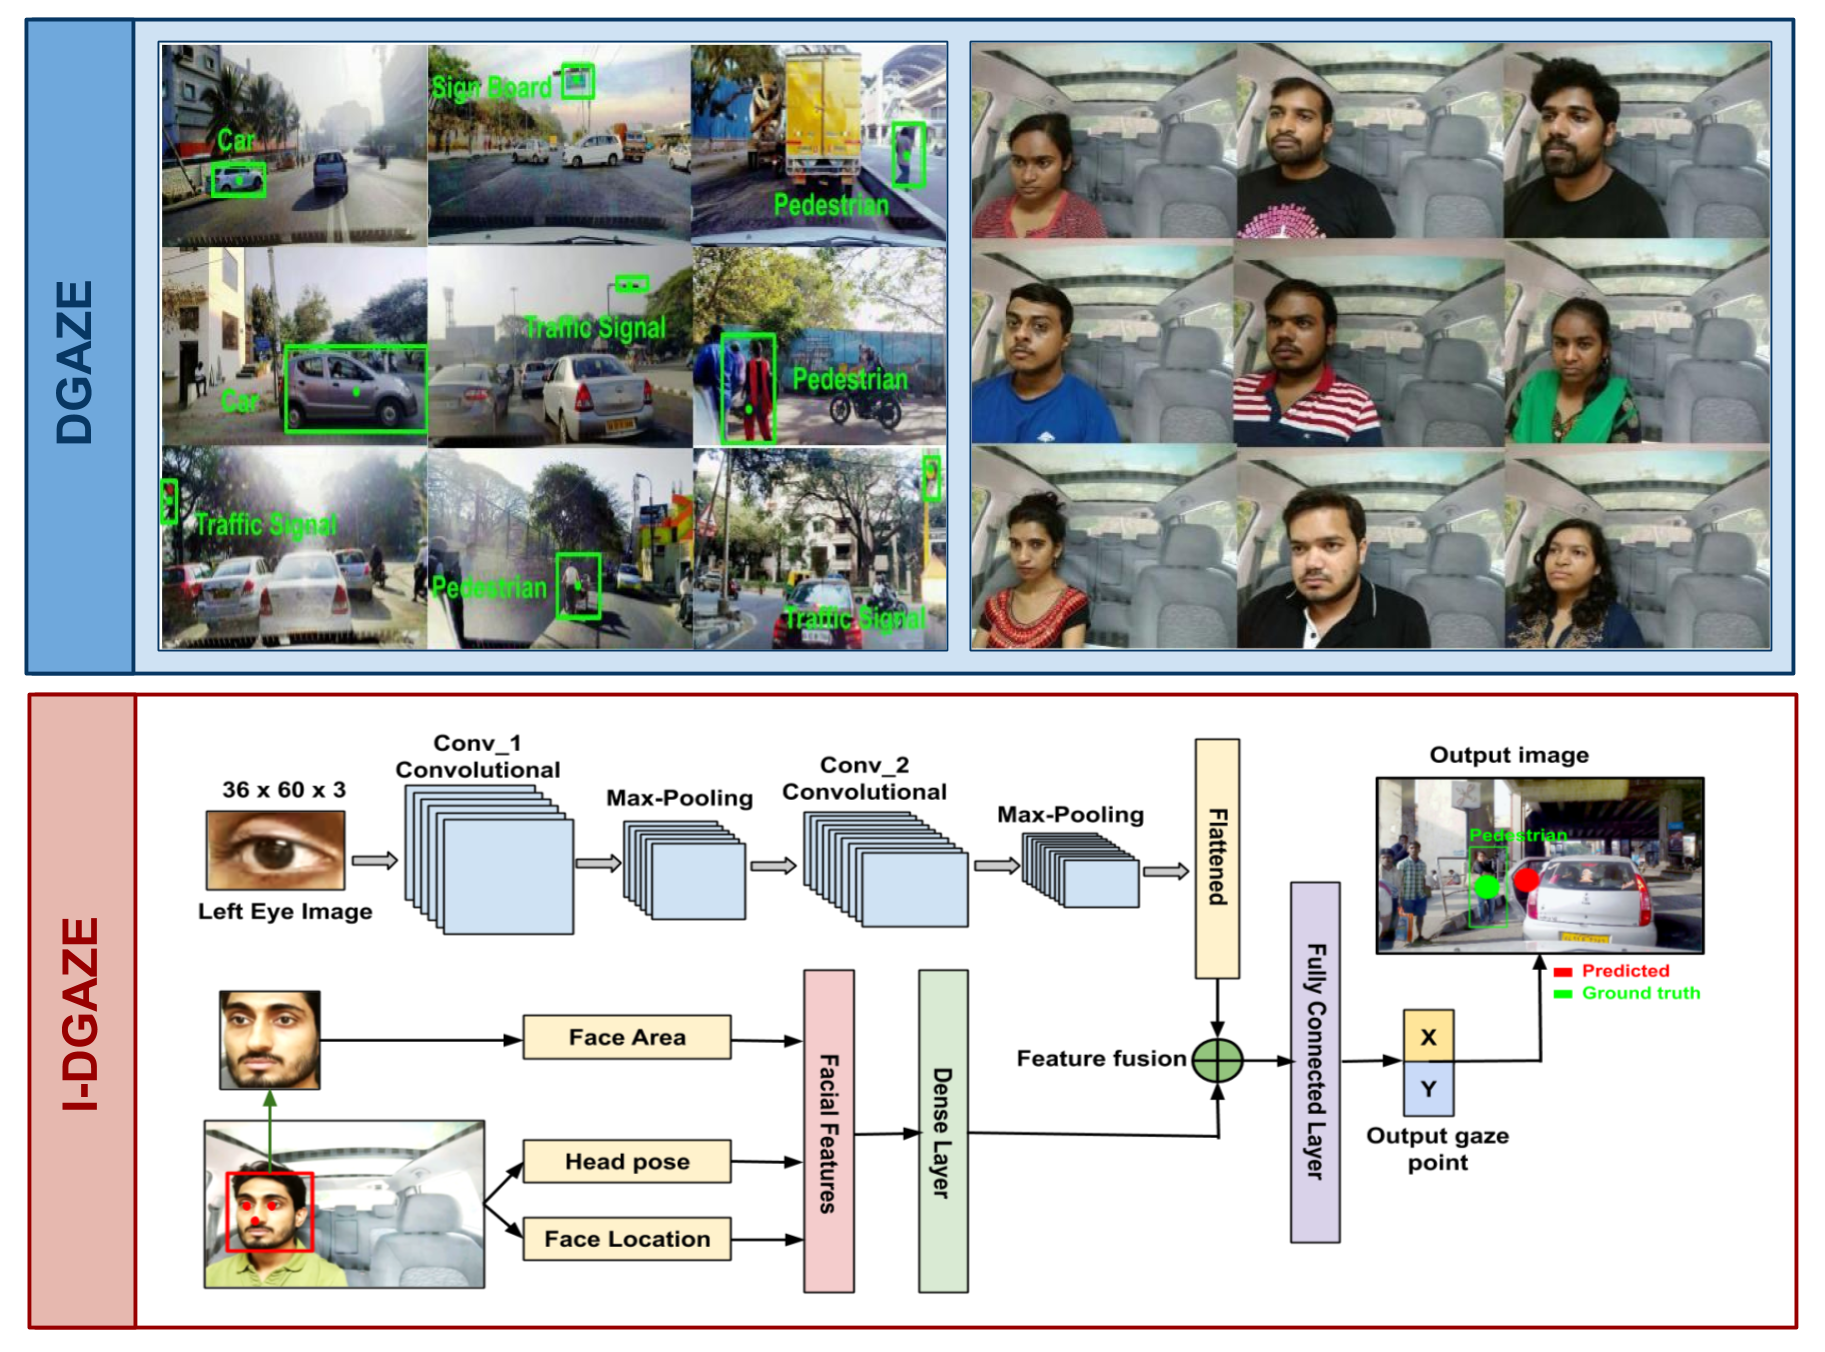 DGAZE
Car
Sign Board
Pedestrian
Car
Traffic Signal
Pedestrian
Traffic Signal
Pedestrian
Traffic Signal
I-DGAZE
36 x 60 x 3
Left Eye Image
Conv_1
Convolutional
Max-Pooling
Conv_2
Convolutional
Max-Pooling
Flattened
Output image
Pedestrian
Predicted
Ground truth
Face Area
Head pose
Face Location
Facial Features
Dense Layer
Feature fusion
Fully Connected Layer
X
Y
Output gaze
point